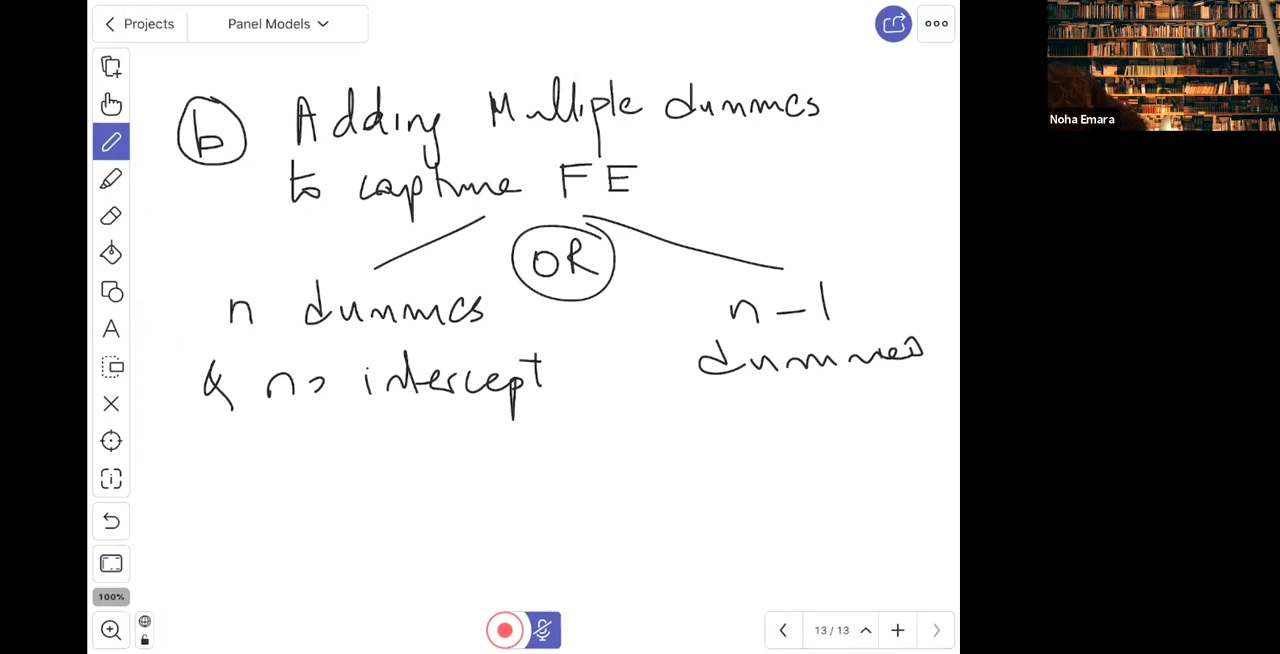 Projects
Panel Models
Noha Emara
b Adding Multiple dummies
to capture FE
OR
n dummies
& no intercept
n - 1
dummies
A
100%
13 / 13